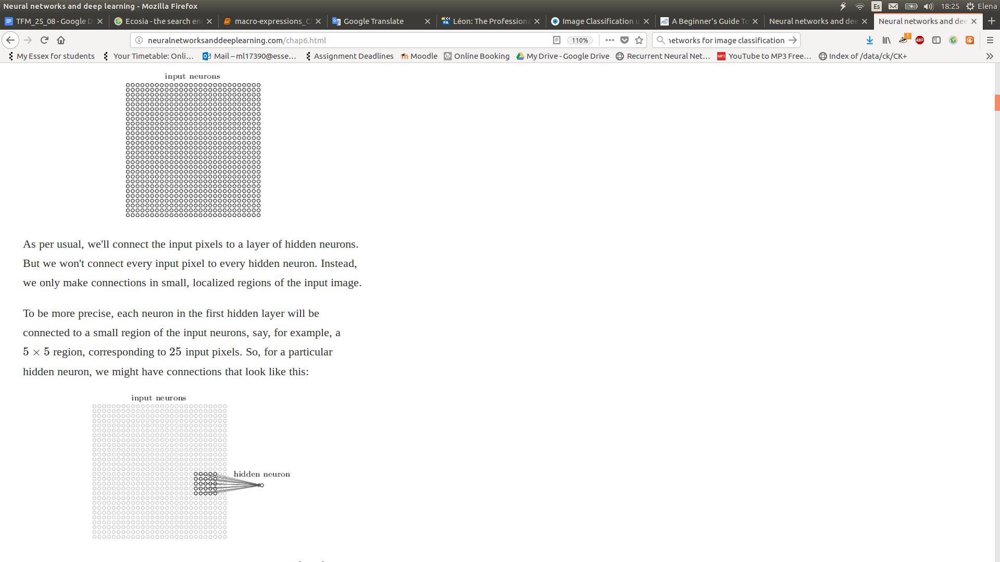 Neural networks and deep learning - Mozilla Firefox
Es
18:25
Elena
TFM_25_08 - Google D
Ecosia - the search en
macro-expressions_C
Google Translate
Léon: The Professiona
Image Classification u
A Beginner's Guide To
Neural networks and dee
Neural networks and dee
neuralnetworksanddeeplearning.com/chap6.html
110%
networks for image classification
1
ABP
My Essex for students
Your Timetable: Onli...
Mail – ml17390@esse...
Assignment Deadlines
Moodle
Online Booking
My Drive - Google Drive
Recurrent Neural Net...
MP3
YouTube to MP3 Free...
Index of /data/ck/CK+
input neurons
As per usual, we'll connect the input pixels to a layer of hidden neurons.
But we won't connect every input pixel to every hidden neuron. Instead,
we only make connections in small, localized regions of the input image.
To be more precise, each neuron in the first hidden layer will be
connected to a small region of the input neurons, say, for example, a
5 × 5 region, corresponding to 25 input pixels. So, for a particular
hidden neuron, we might have connections that look like this:
input neurons
hidden neuron